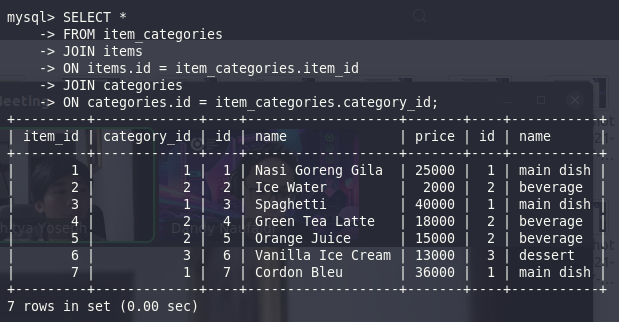 mysql> SELECT *
    -> FROM item_categories
    -> JOIN items
    -> ON items.id = item_categories.item_id
    -> JOIN categories
    -> ON categories.id = item_categories.category_id;
+---------+-------------+----+-------------------+-------+----+-----------+
| item_id | category_id | id | name              | price | id | name      |
+---------+-------------+----+-------------------+-------+----+-----------+
|       1 |           1 |  1 | Nasi Goreng Gila  | 25000 |  1 | main dish |
|       2 |           2 |  2 | Ice Water         |  2000 |  2 | beverage  |
|       3 |           1 |  3 | Spaghetti         | 40000 |  1 | main dish |
|       4 |           2 |  4 | Green Tea Latte   | 18000 |  2 | beverage  |
|       5 |           2 |  5 | Orange Juice      | 15000 |  2 | beverage  |
|       6 |           3 |  6 | Vanilla Ice Cream | 13000 |  3 | dessert   |
|       7 |           1 |  7 | Cordon Bleu       | 36000 |  1 | main dish |
+---------+-------------+----+-------------------+-------+----+-----------+
7 rows in set (0.00 sec)